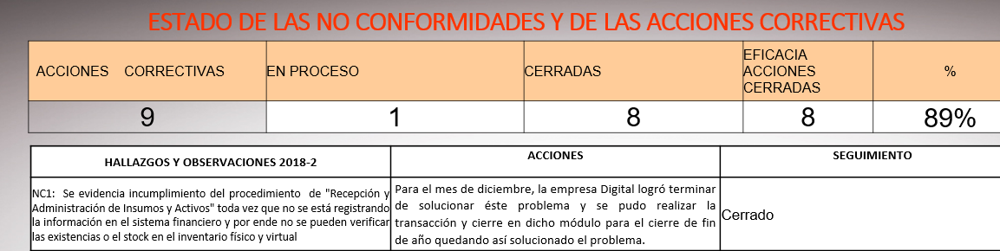 ESTADO DE LAS NO CONFORMIDADES Y DE LAS ACCIONES CORRECTIVAS
ACCIONES CORRECTIVAS
EN PROCESO
CERRADAS
EFICACIA
ACCIONES
CERRADAS
%
9
1
8
8
89%
HALLAZGOS Y OBSERVACIONES 2018-2
ACCIONES
SEGUIMIENTO
NC1: Se evidencia incumplimiento del procedimiento de "Recepción y
Administración de Insumos y Activos" toda vez que no se está registrando
la información en el sistema financiero y por ende no se pueden verificar
las existencias o el stock en el inventario físico y virtual
Para el mes de diciembre, la empresa Digital logró terminar
de solucionar éste problema y se pudo realizar la
transacción y cierre en dicho módulo para el cierre de fin
de año quedando así solucionado el problema.
Cerrado